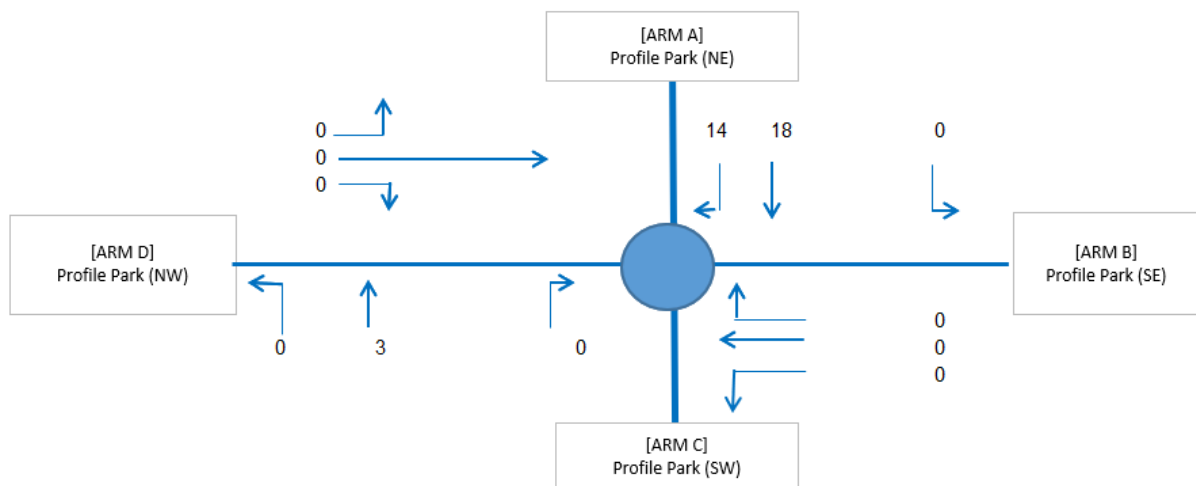 [ARM A]
Profile Park (NE)
0
14
18
0
0
0
[ARM D]
Profile Park (NW)
[ARM B]
Profile Park (SE)
0
3
0
0
0
0
[ARM C]
Profile Park (SW)